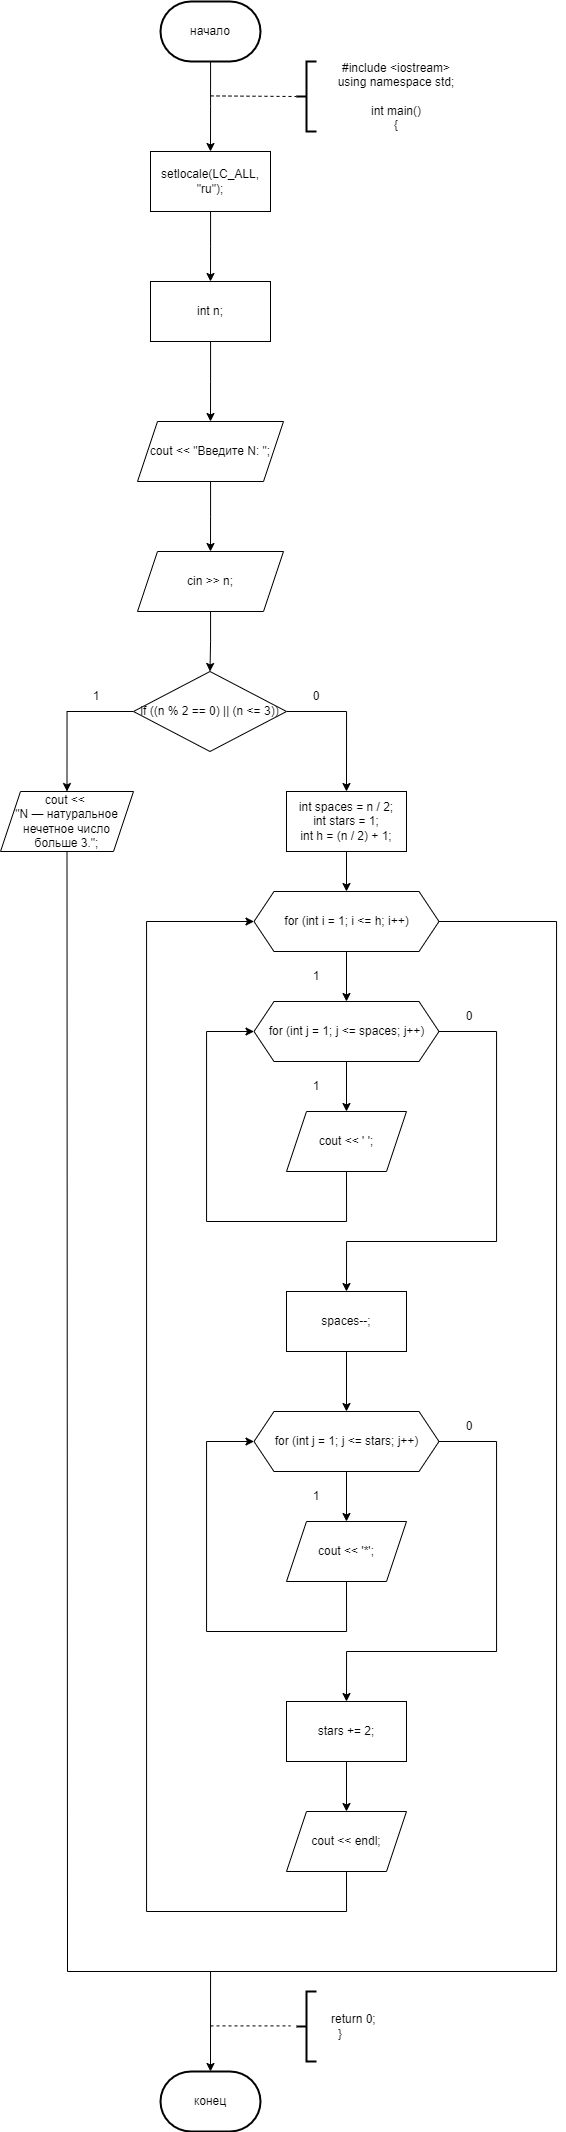 начало
#include <iostream>
using namespace std;
int main()
{
setlocale(LC_ALL,
"ru");
int n;
cout << "Введите N: ";
cin >> n;
1
if ((n % 2 == 0) || (n <= 3))
0
cout <<
"N — натуральное
нечетное число
больше 3.";
int spaces = n / 2;
int stars = 1;
int h = (n / 2) + 1;
for (int i = 1; i <= h; i++)
1
for (int j = 1; j <= spaces; j++)
0
1
cout << ' ';
spaces--;
for (int j = 1; j <= stars; j++)
0
1
cout << '*';
stars += 2;
cout << endl;
return 0;
}
конец